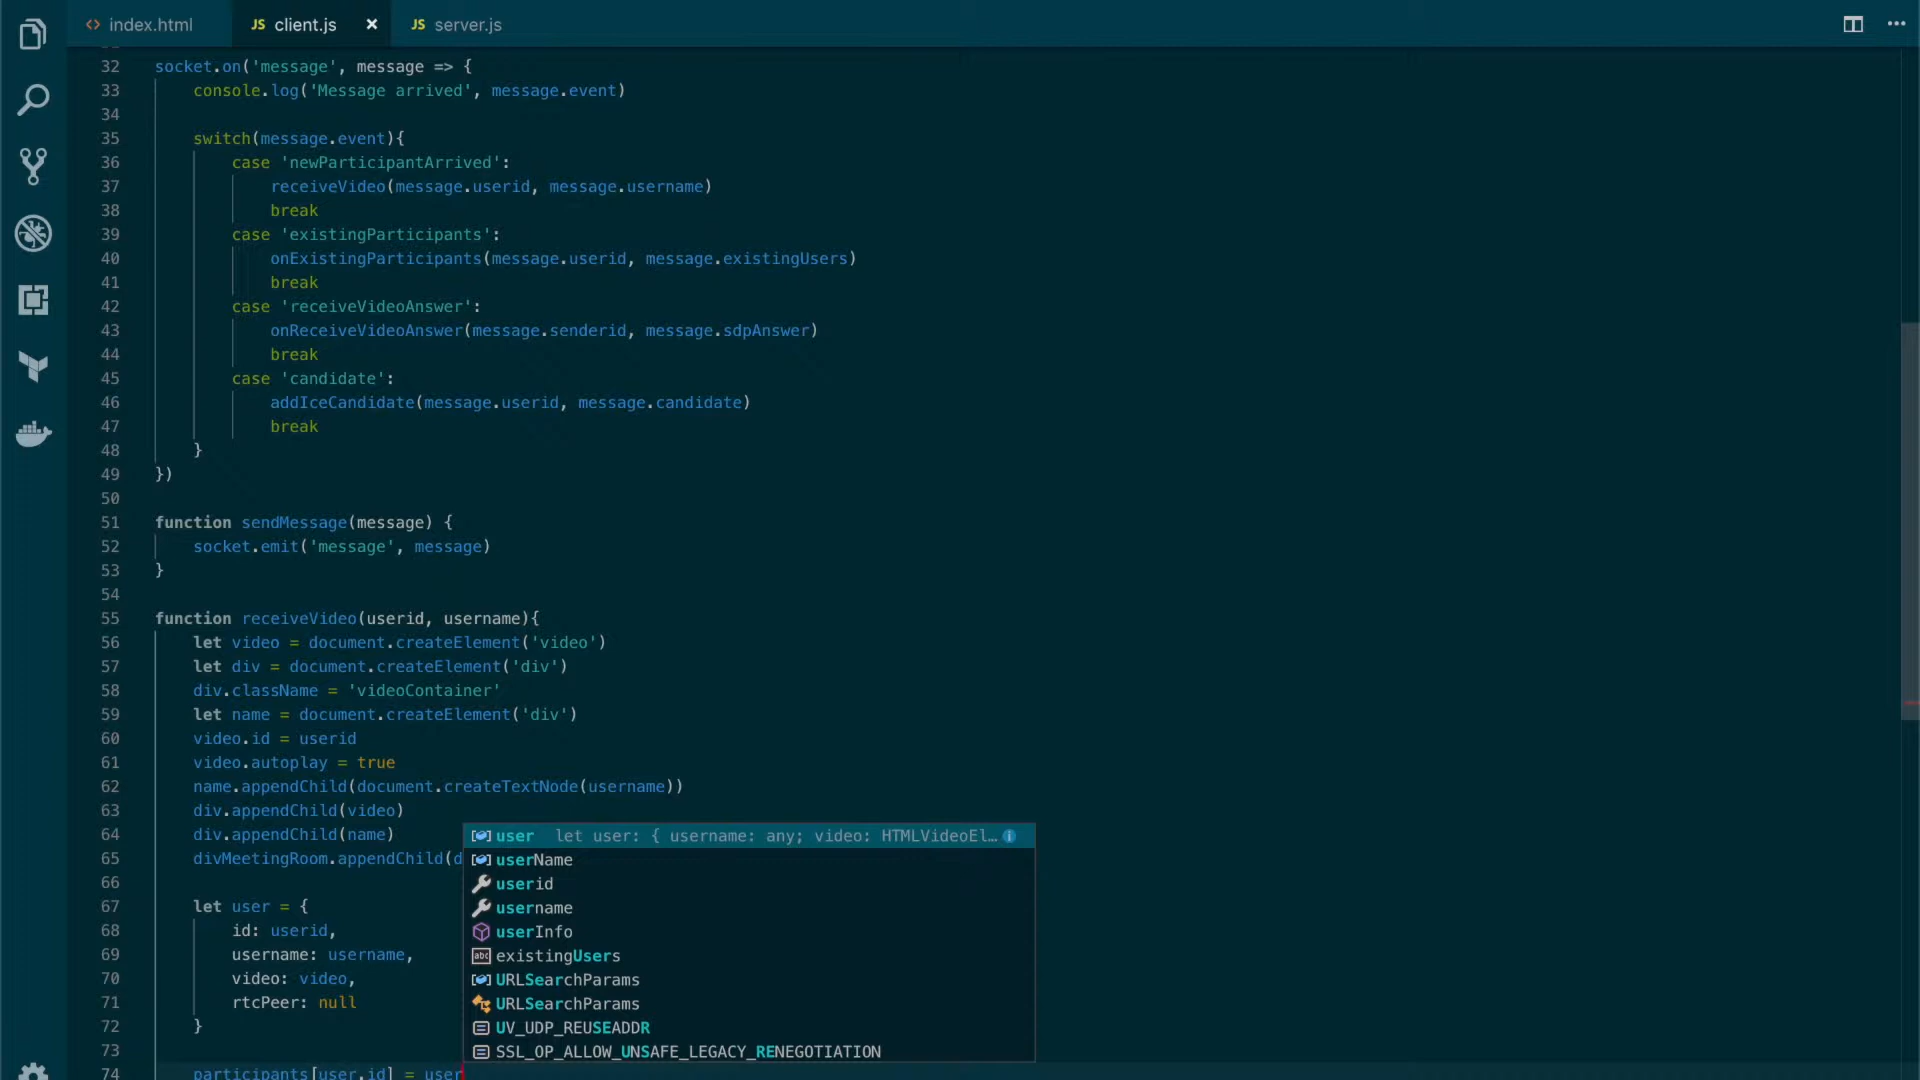 index.html
JS client.js ×
JS server.js
32 socket.on('message', message => {
33 console.log('Message arrived', message.event)
34
35 switch(message.event){
36 case 'newParticipantArrived':
37 receiveVideo(message.userid, message.username)
38 break
39 case 'existingParticipants':
40 onExistingParticipants(message.userid, message.existingUsers)
41 break
42 case 'receiveVideoAnswer':
43 onReceiveVideoAnswer(message.senderid, message.sdpAnswer)
44 break
45 case 'candidate':
46 addIceCandidate(message.userid, message.candidate)
47 break
48 }
49 })
50
51 function sendMessage(message) {
52 socket.emit('message', message)
53 }
54
55 function receiveVideo(userid, username){
56 let video = document.createElement('video')
57 let div = document.createElement('div')
58 div.className = 'videoContainer'
59 let name = document.createElement('div')
60 video.id = userid
61 video.autoplay = true
62 name.appendChild(document.createTextNode(username))
63 div.appendChild(video)
64 div.appendChild(name)
65 divMeetingRoom.appendChild(d
66
67 let user = {
68 id: userid,
69 username: username,
70 video: video,
71 rtcPeer: null
72 }
73
74 participants[user.id] = user
user let user: { username: any; video: HTMLVideoEl…
userName
userid
username
userInfo
abc existingUsers
URLSearchParams
URLSearchParams
UV_UDP_REUSEADDR
SSL_OP_ALLOW_UNSAFE_LEGACY_RENEGOTIATION